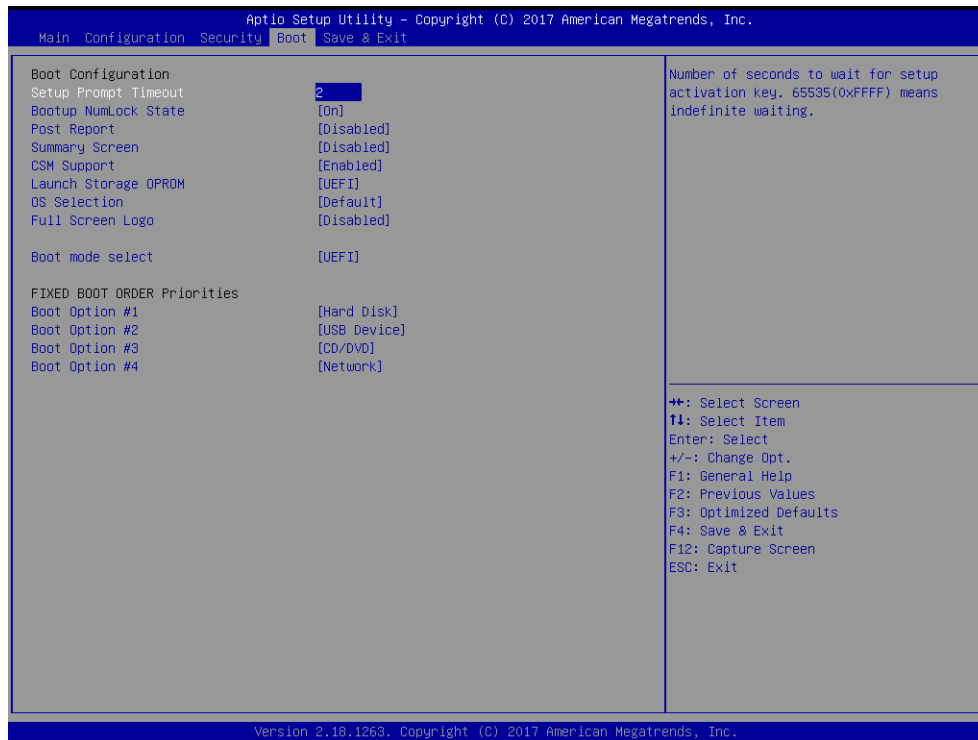 Aptio Setup Utility – Copyright (C) 2017 American Megatrends, Inc.
Main Configuration Security Boot Save & Exit
Boot Configuration
Setup Prompt Timeout 2
Bootup NumLock State [On]
Post Report [Disabled]
Summary Screen [Disabled]
CSM Support [Enabled]
Launch Storage OPROM [UEFI]
OS Selection [Default]
Full Screen Logo [Disabled]
Boot mode select [UEFI]
FIXED BOOT ORDER Priorities
Boot Option #1 [Hard Disk]
Boot Option #2 [USB Device]
Boot Option #3 [CD/DVD]
Boot Option #4 [Network]
Number of seconds to wait for setup
activation key. 65535(0xFFFF) means
indefinite waiting.
→←: Select Screen
↑↓: Select Item
Enter: Select
+/-: Change Opt.
F1: General Help
F2: Previous Values
F3: Optimized Defaults
F4: Save & Exit
F12: Capture Screen
ESC: Exit
Version 2.18.1263. Copyright (C) 2017 American Megatrends, Inc.